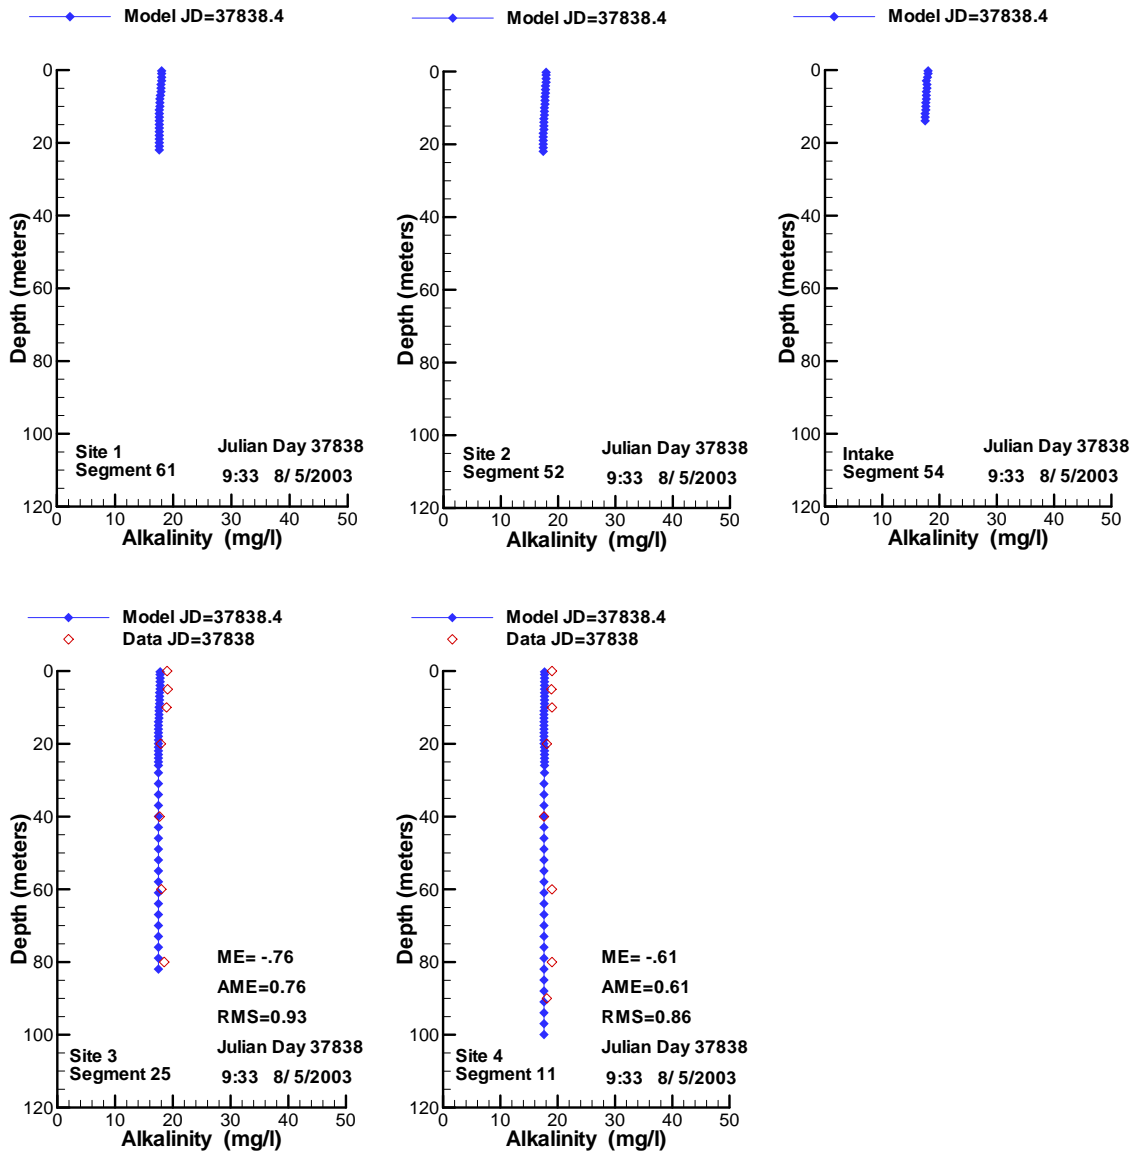 Model JD=37838.4
0
20
40
60
80
100
120
Depth (meters)
Site 1
Segment 61
Julian Day 37838
9:33 8/ 5/2003
0 10 20 30 40 50
Alkalinity (mg/l)
Model JD=37838.4
0
20
40
60
80
100
120
Depth (meters)
Site 2
Segment 52
Julian Day 37838
9:33 8/ 5/2003
0 10 20 30 40 50
Alkalinity (mg/l)
Model JD=37838.4
0
20
40
60
80
100
120
Depth (meters)
Intake
Segment 54
Julian Day 37838
9:33 8/ 5/2003
0 10 20 30 40 50
Alkalinity (mg/l)
Model JD=37838.4
Data JD=37838
0
20
40
60
80
100
120
Depth (meters)
ME= -.76
AME=0.76
RMS=0.93
Site 3
Segment 25
Julian Day 37838
9:33 8/ 5/2003
0 10 20 30 40 50
Alkalinity (mg/l)
Model JD=37838.4
Data JD=37838
0
20
40
60
80
100
120
Depth (meters)
ME= -.61
AME=0.61
RMS=0.86
Site 4
Segment 11
Julian Day 37838
9:33 8/ 5/2003
0 10 20 30 40 50
Alkalinity (mg/l)